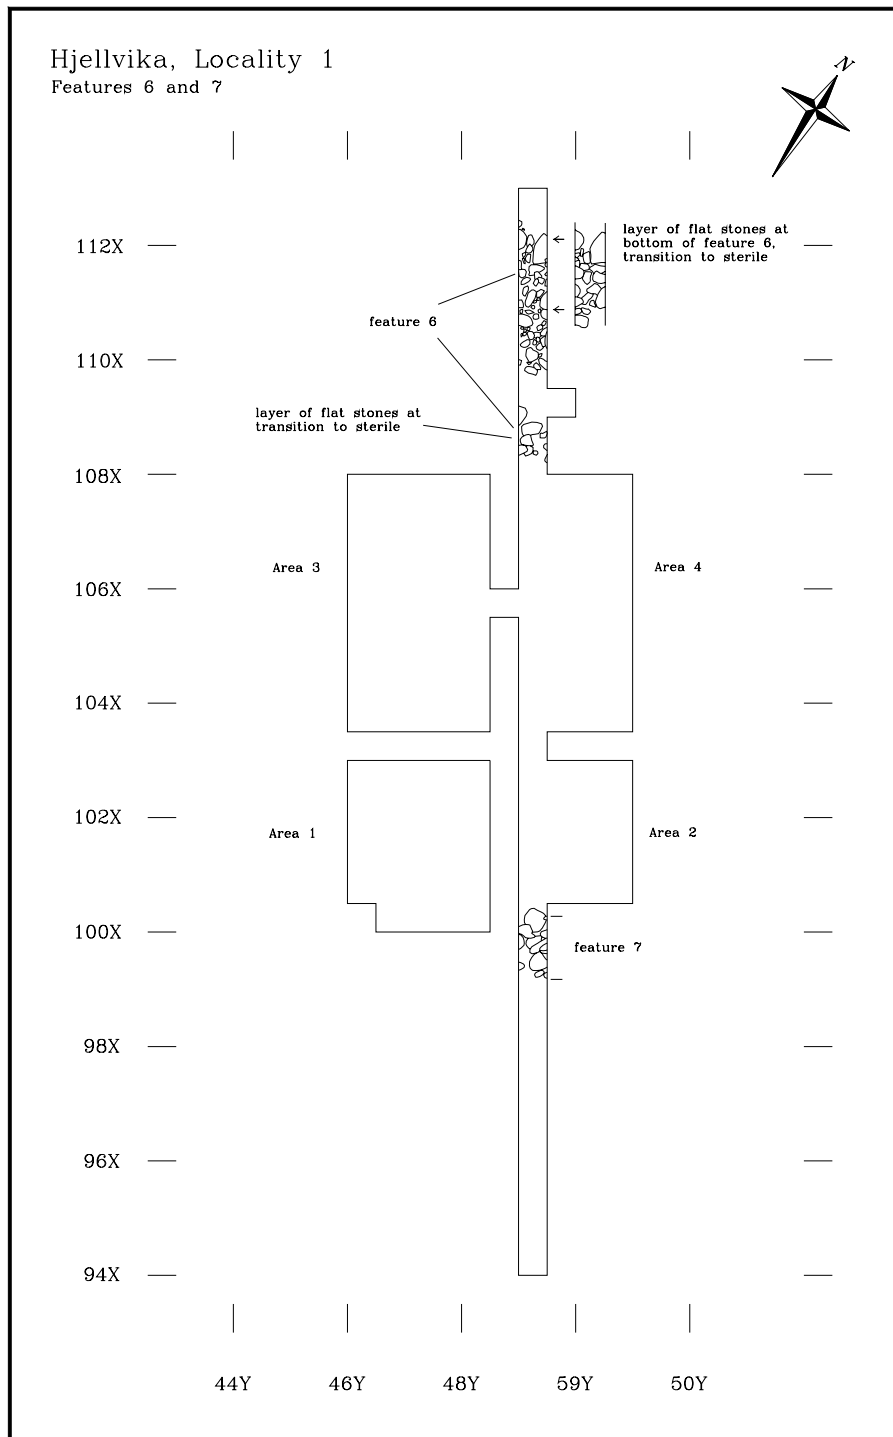 Hjellvika, Locality 1
Features 6 and 7
N
112X
layer of flat stones at
bottom of feature 6,
transition to sterile
feature 6
110X
layer of flat stones at
transition to sterile
108X
Area 3
Area 4
106X
104X
102X
Area 1
Area 2
100X
feature 7
98X
96X
94X
44Y
46Y
48Y
59Y
50Y